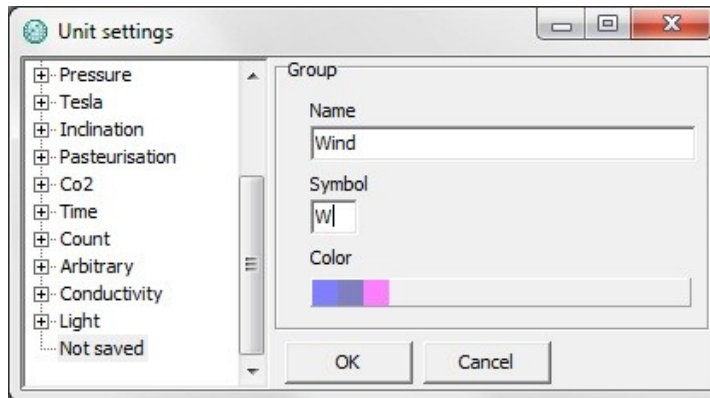 Unit settings
Pressure
Tesla
Inclination
Pasteurisation
Co2
Time
Count
Arbitrary
Conductivity
Light
Not saved
Group
Name
Wind
Symbol
W
Color
OK
Cancel